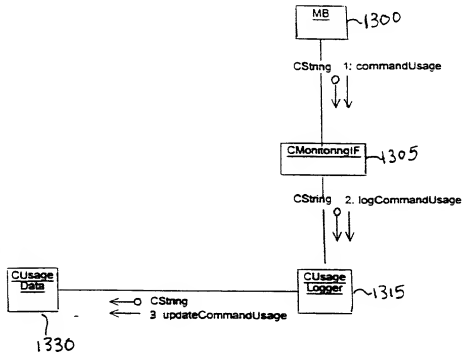 MB
1300
CString 1: commandUsage
CMonitoringIF
1305
CString 2. logCommandUsage
CUsage
Data
CUsage
Logger
CString
1315
3 updateCommandUsage
1330